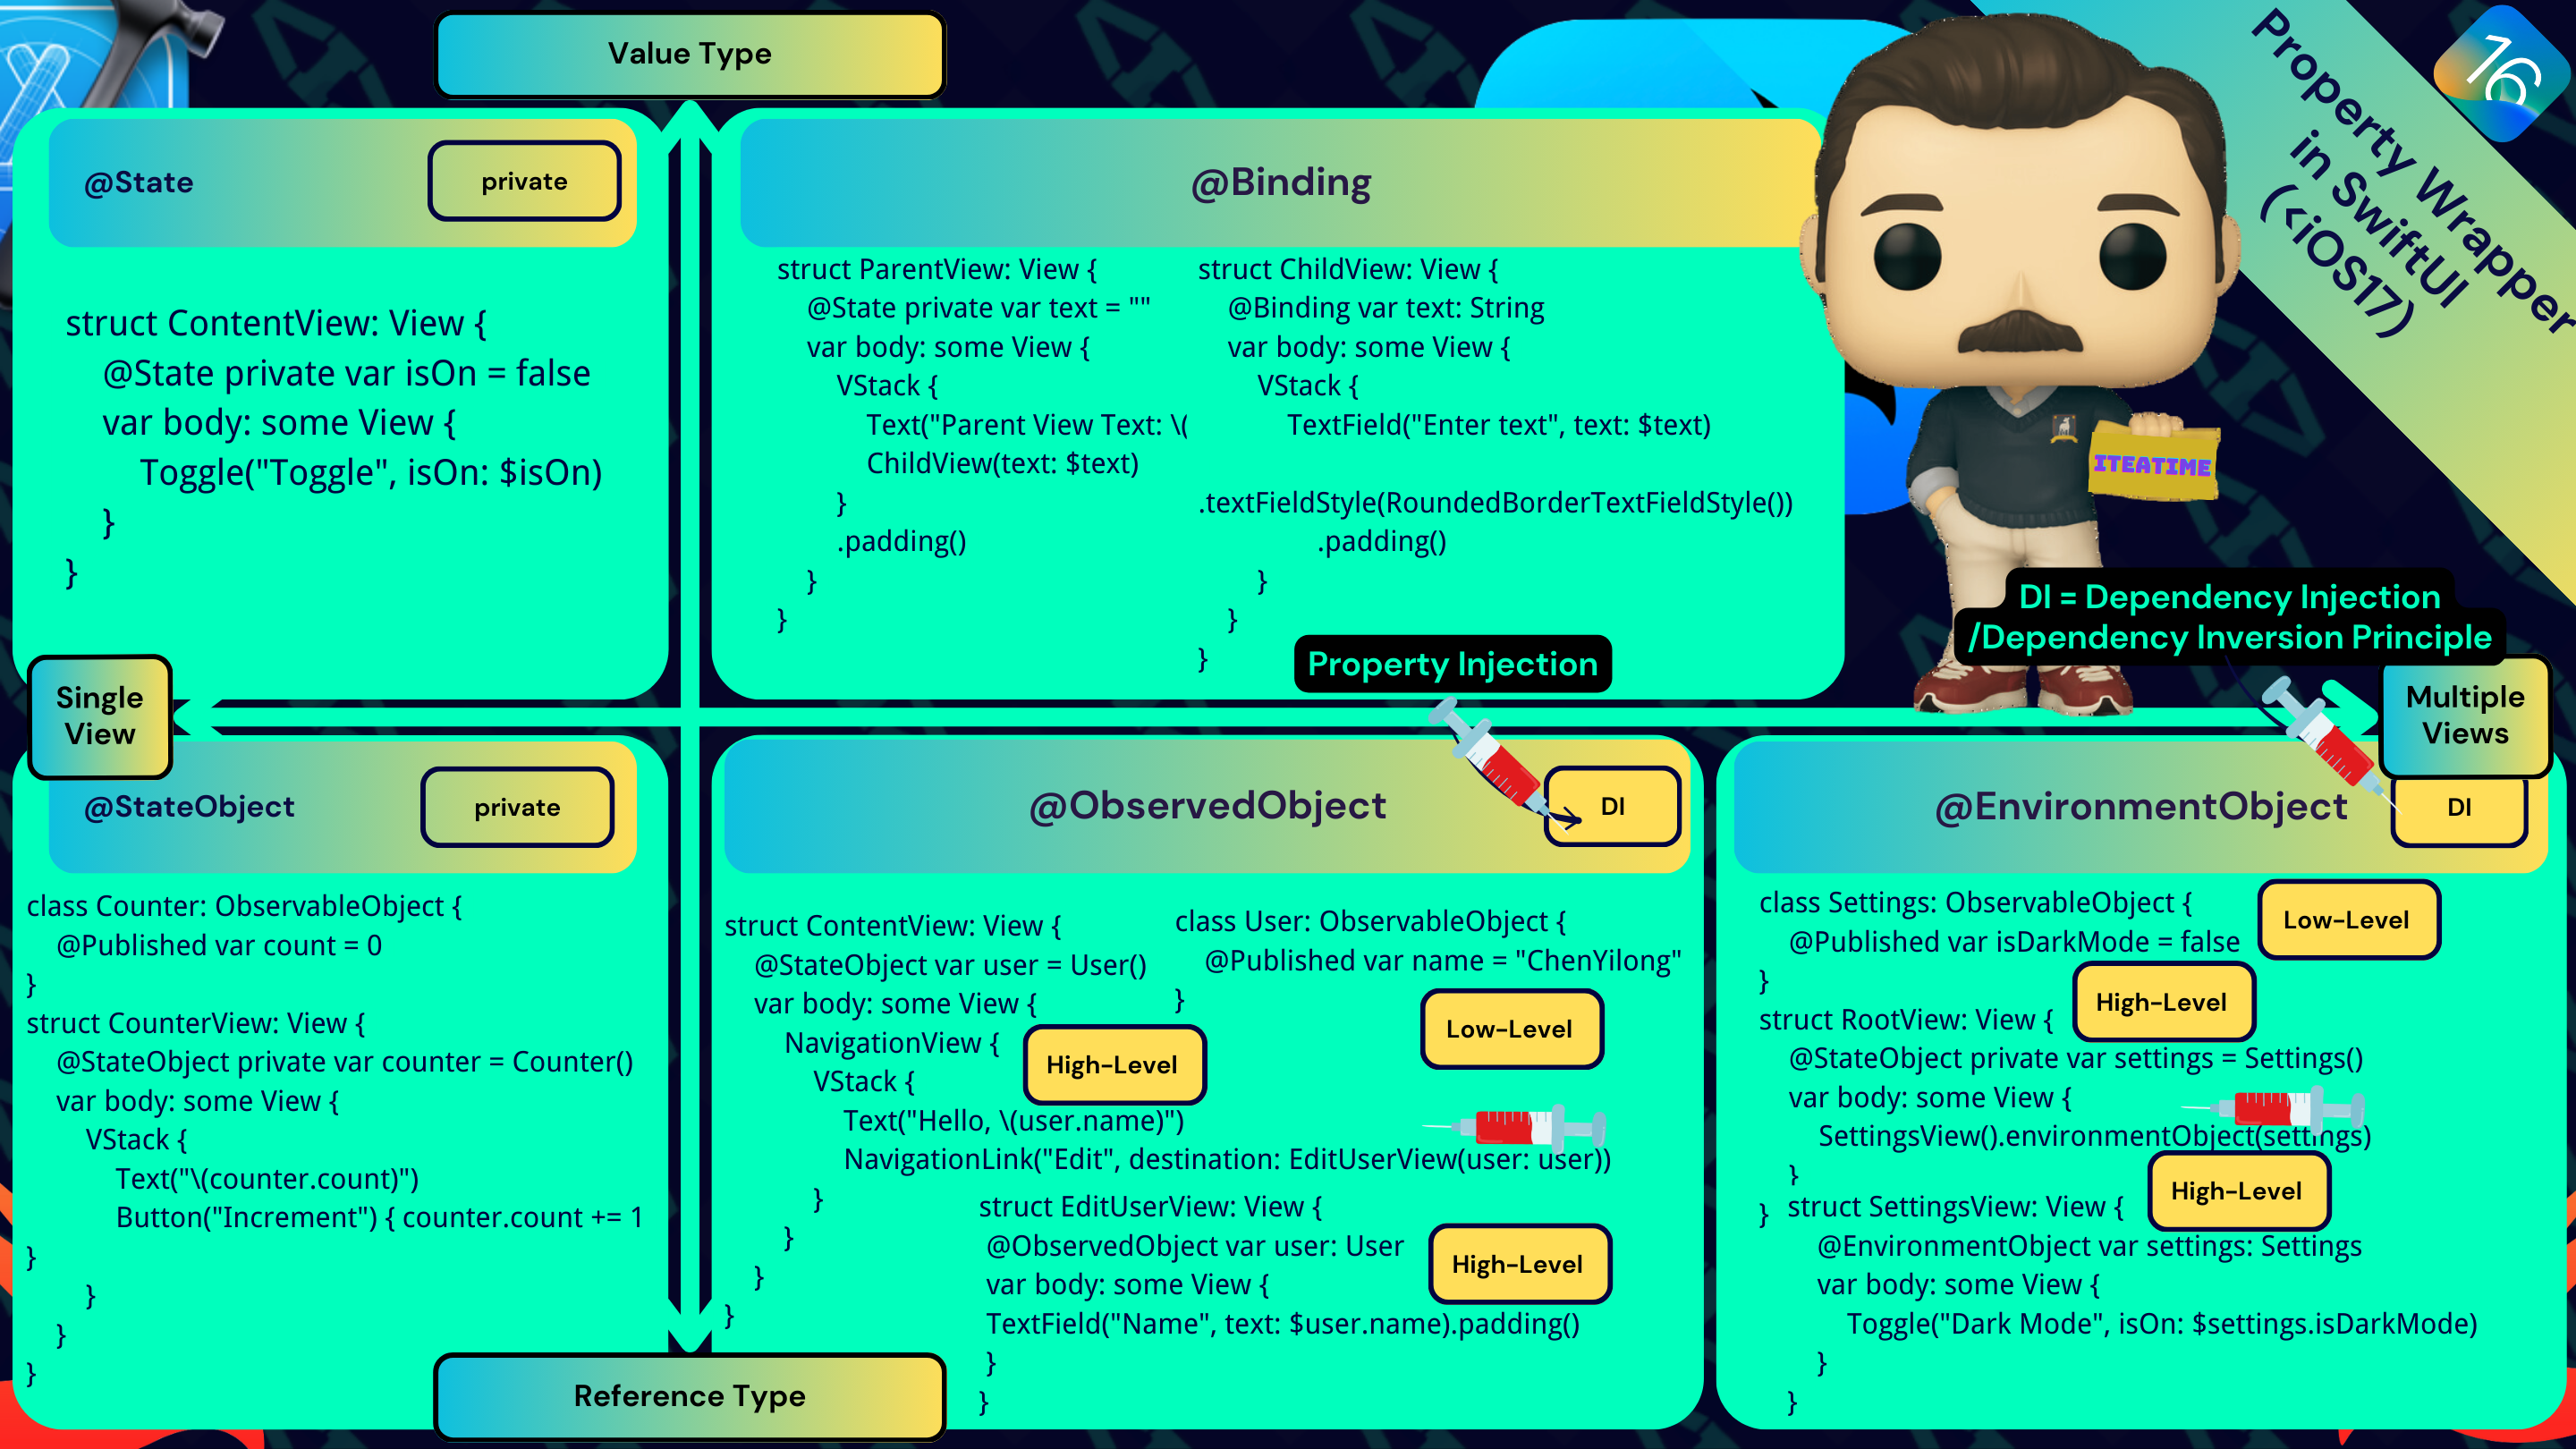 Value Type
Property Wrapper
in SwiftUI
(<iOS17)
16
@State
private
struct ContentView: View {
@State private var isOn = false
var body: some View {
Toggle("Toggle", isOn: $isOn)
}
}
@Binding
struct ParentView: View {
@State private var text = ""
var body: some View {
VStack {
Text("Parent View Text: \(
ChildView(text: $text)
}
.padding()
}
}
struct ChildView: View {
@Binding var text: String
var body: some View {
VStack {
TextField("Enter text", text: $text)
.textFieldStyle(RoundedBorderTextFieldStyle())
.padding()
}
}
}
ITEATIME
DI = Dependency Injection
/Dependency Inversion Principle
Property Injection
Single
View
Multiple
Views
@StateObject
private
class Counter: ObservableObject {
@Published var count = 0
}
struct CounterView: View {
@StateObject private var counter = Counter()
var body: some View {
VStack {
Text("\(counter.count)")
Button("Increment") { counter.count += 1
}
}
}
}
@ObservedObject
DI
struct ContentView: View {
@StateObject var user = User()
var body: some View {
NavigationView {
High-Level
VStack {
Text("Hello, \(user.name)")
NavigationLink("Edit", destination: EditUserView(user: user))
}
}
}
}
class User: ObservableObject {
@Published var name = "ChenYilong"
}
Low-Level
struct EditUserView: View {
@ObservedObject var user: User
High-Level
var body: some View {
TextField("Name", text: $user.name).padding()
}
}
@EnvironmentObject
DI
class Settings: ObservableObject {
Low-Level
@Published var isDarkMode = false
}
High-Level
struct RootView: View {
@StateObject private var settings = Settings()
var body: some View {
SettingsView().environmentObject(settings)
}
}
High-Level
struct SettingsView: View {
@EnvironmentObject var settings: Settings
var body: some View {
Toggle("Dark Mode", isOn: $settings.isDarkMode)
}
}
Reference Type